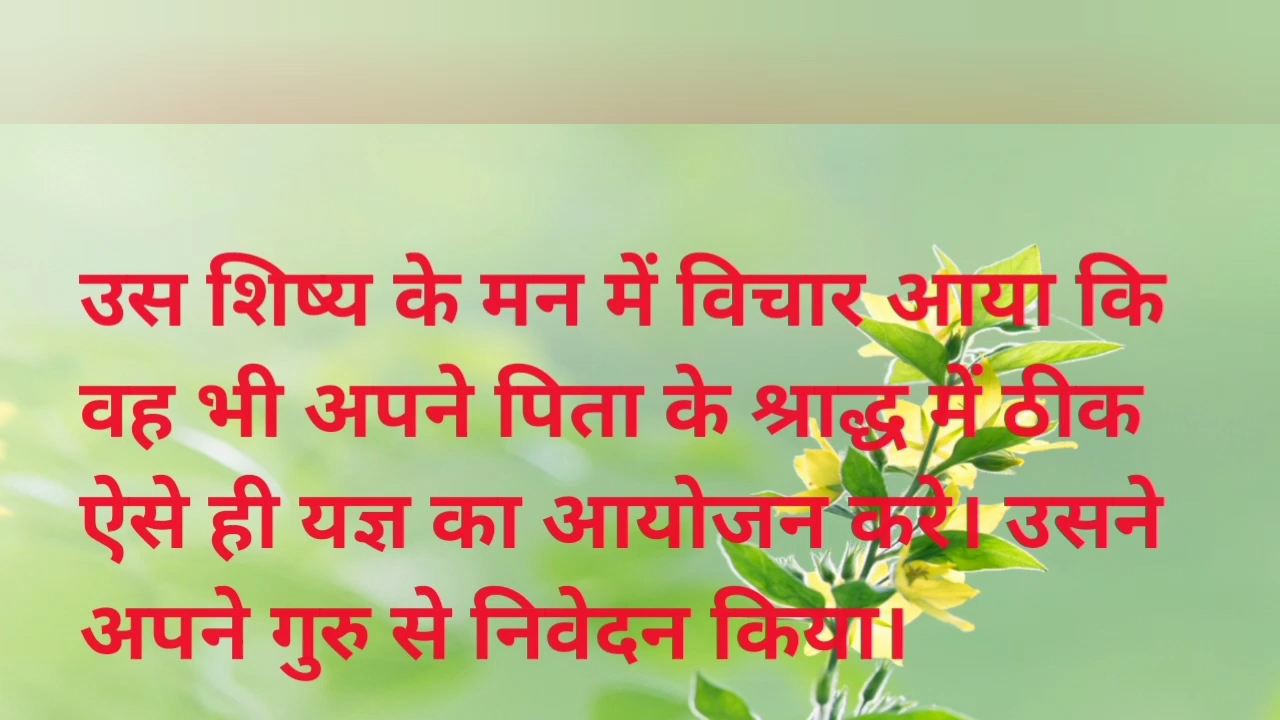 उस शिष्य के मन में विचार आया कि
वह भी अपने पिता के श्राद्ध में ठीक
ऐसे ही यज्ञ का आयोजन करे। उसने
अपने गुरु से निवेदन किया।